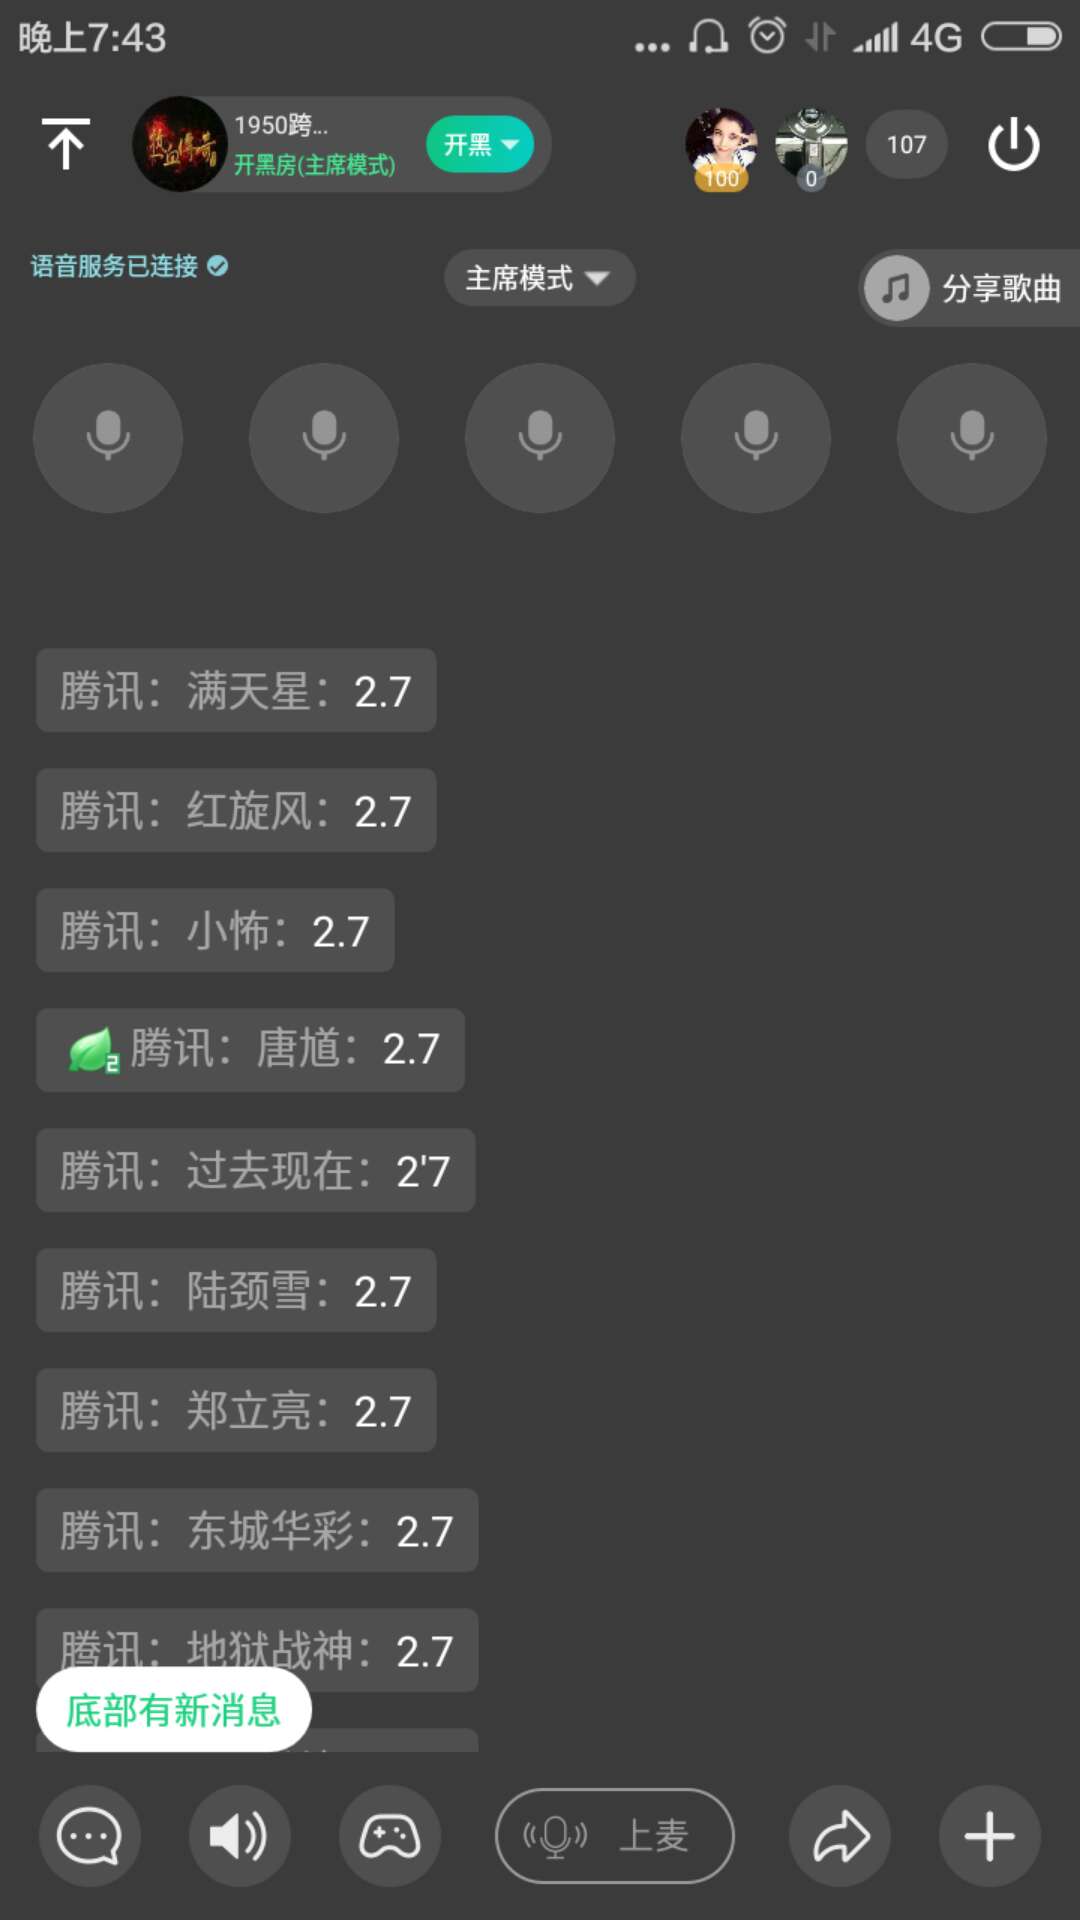 晚上7:43
4G
热血传奇
1950跨...
开黑房(主席模式)
开黑
100
0
107
语音服务已连接
主席模式
分享歌曲
腾讯：满天星：2.7
腾讯：红旋风：2.7
腾讯：小怖：2.7
2腾讯：唐馗：2.7
腾讯：过去现在：2'7
腾讯：陆颈雪：2.7
腾讯：郑立亮：2.7
腾讯：东城华彩：2.7
腾讯：地狱战神：2.7
底部有新消息
上麦